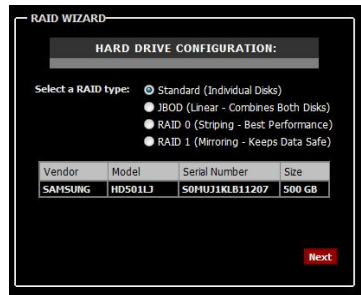 RAID WIZARD
HARD DRIVE CONFIGURATION:
Select a RAID type: Standard (Individual Disks)
JBOD (Linear - Combines Both Disks)
RAID 0 (Striping - Best Performance)
RAID 1 (Mirroring - Keeps Data Safe)
Vendor Model Serial Number Size
SAMSUNG HD501LJ S0MUJ1KLB11207 500 GB
Next